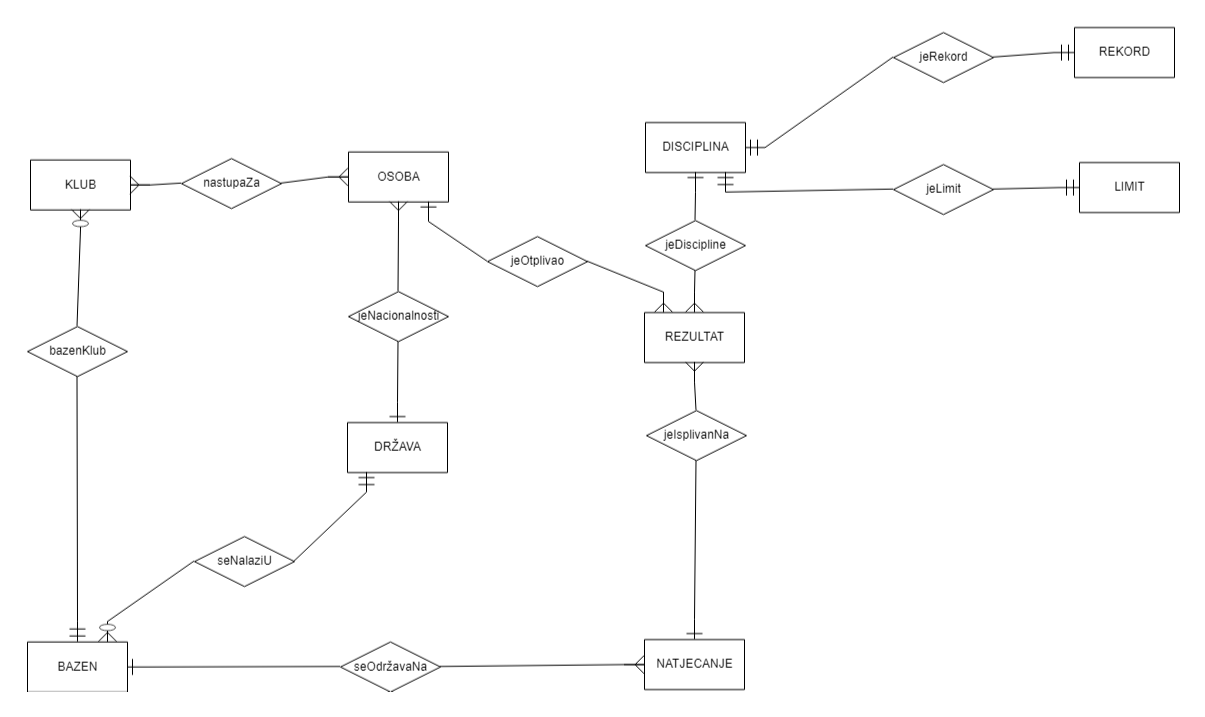 REKORD
jeRekord
DISCIPLINA
KLUB
nastupaZa
OSOBA
jeLimit
LIMIT
jeDiscipline
jeOtplivao
jeNacionalnosti
REZULTAT
bazenKlub
jeIsplivanNa
DRŽAVA
seNalaziU
BAZEN
seOdržavaNa
NATJECANJE